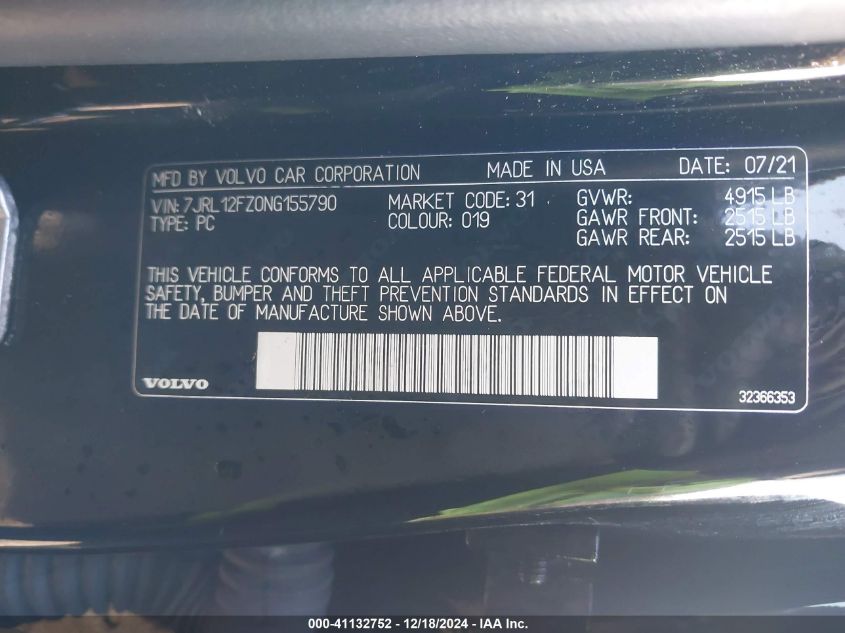 MFD BY VOLVO CAR CORPORATION MADE IN USA DATE: 07/21
VIN: 7JRL12FZ0NG155790 MARKET CODE: 31 GVWR: 4915 LB
TYPE: PC COLOUR: 019 GAWR FRONT: 2515 LB
GAWR REAR: 2515 LB
THIS VEHICLE CONFORMS TO ALL APPLICABLE FEDERAL MOTOR VEHICLE
SAFETY, BUMPER AND THEFT PREVENTION STANDARDS IN EFFECT ON
THE DATE OF MANUFACTURE SHOWN ABOVE.
VOLVO 32366353
000-41132752 - 12/18/2024 - IAA Inc.